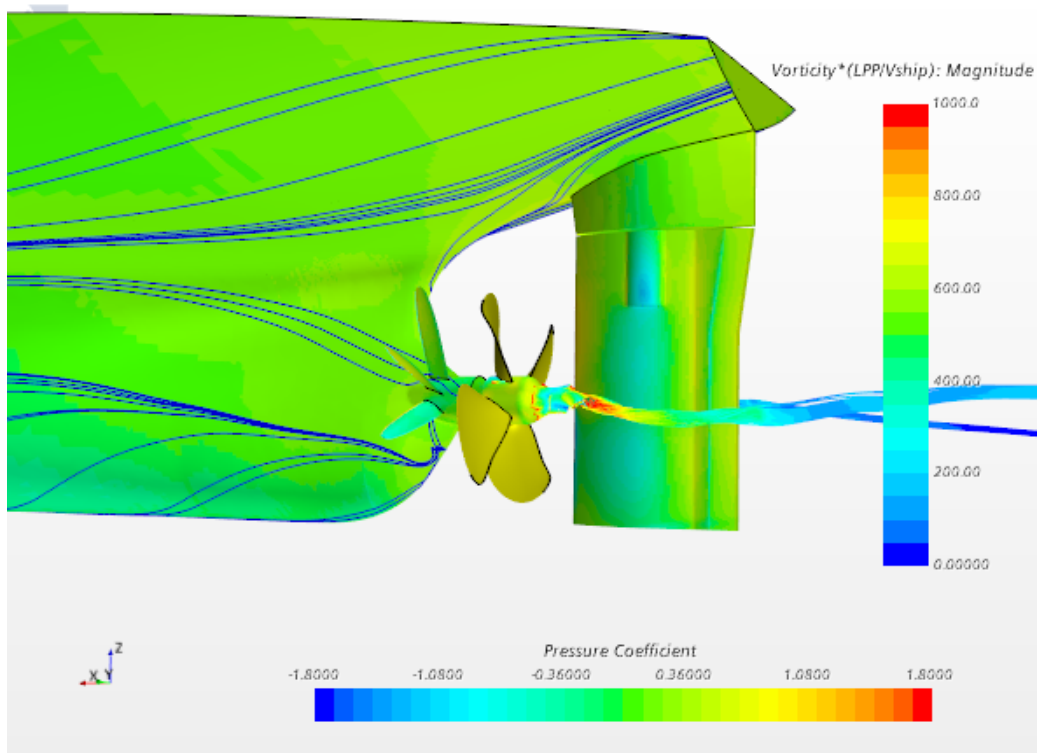 Vorticity*(LPP/Vship): Magnitude
1000.0
800.00
600.00
400.00
200.00
0.00000
Z
X Y
Pressure Coefficient
-1.8000 -1.0800 -0.36000 0.36000 1.0800 1.8000